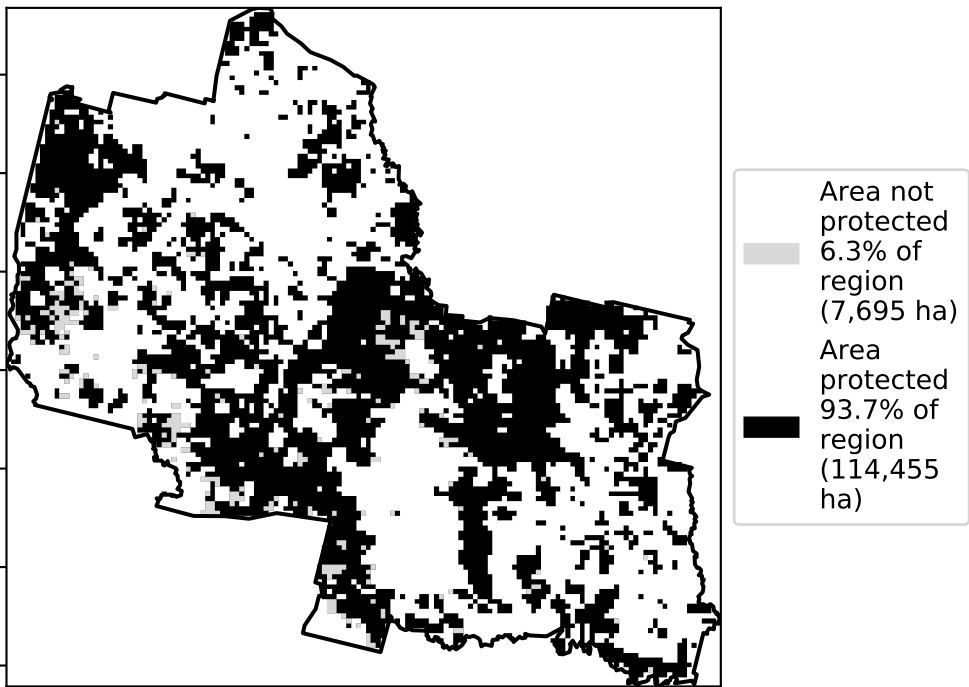 Area not
protected
6.3% of
region
(7,695 ha)
Area
protected
93.7% of
region
(114,455
ha)